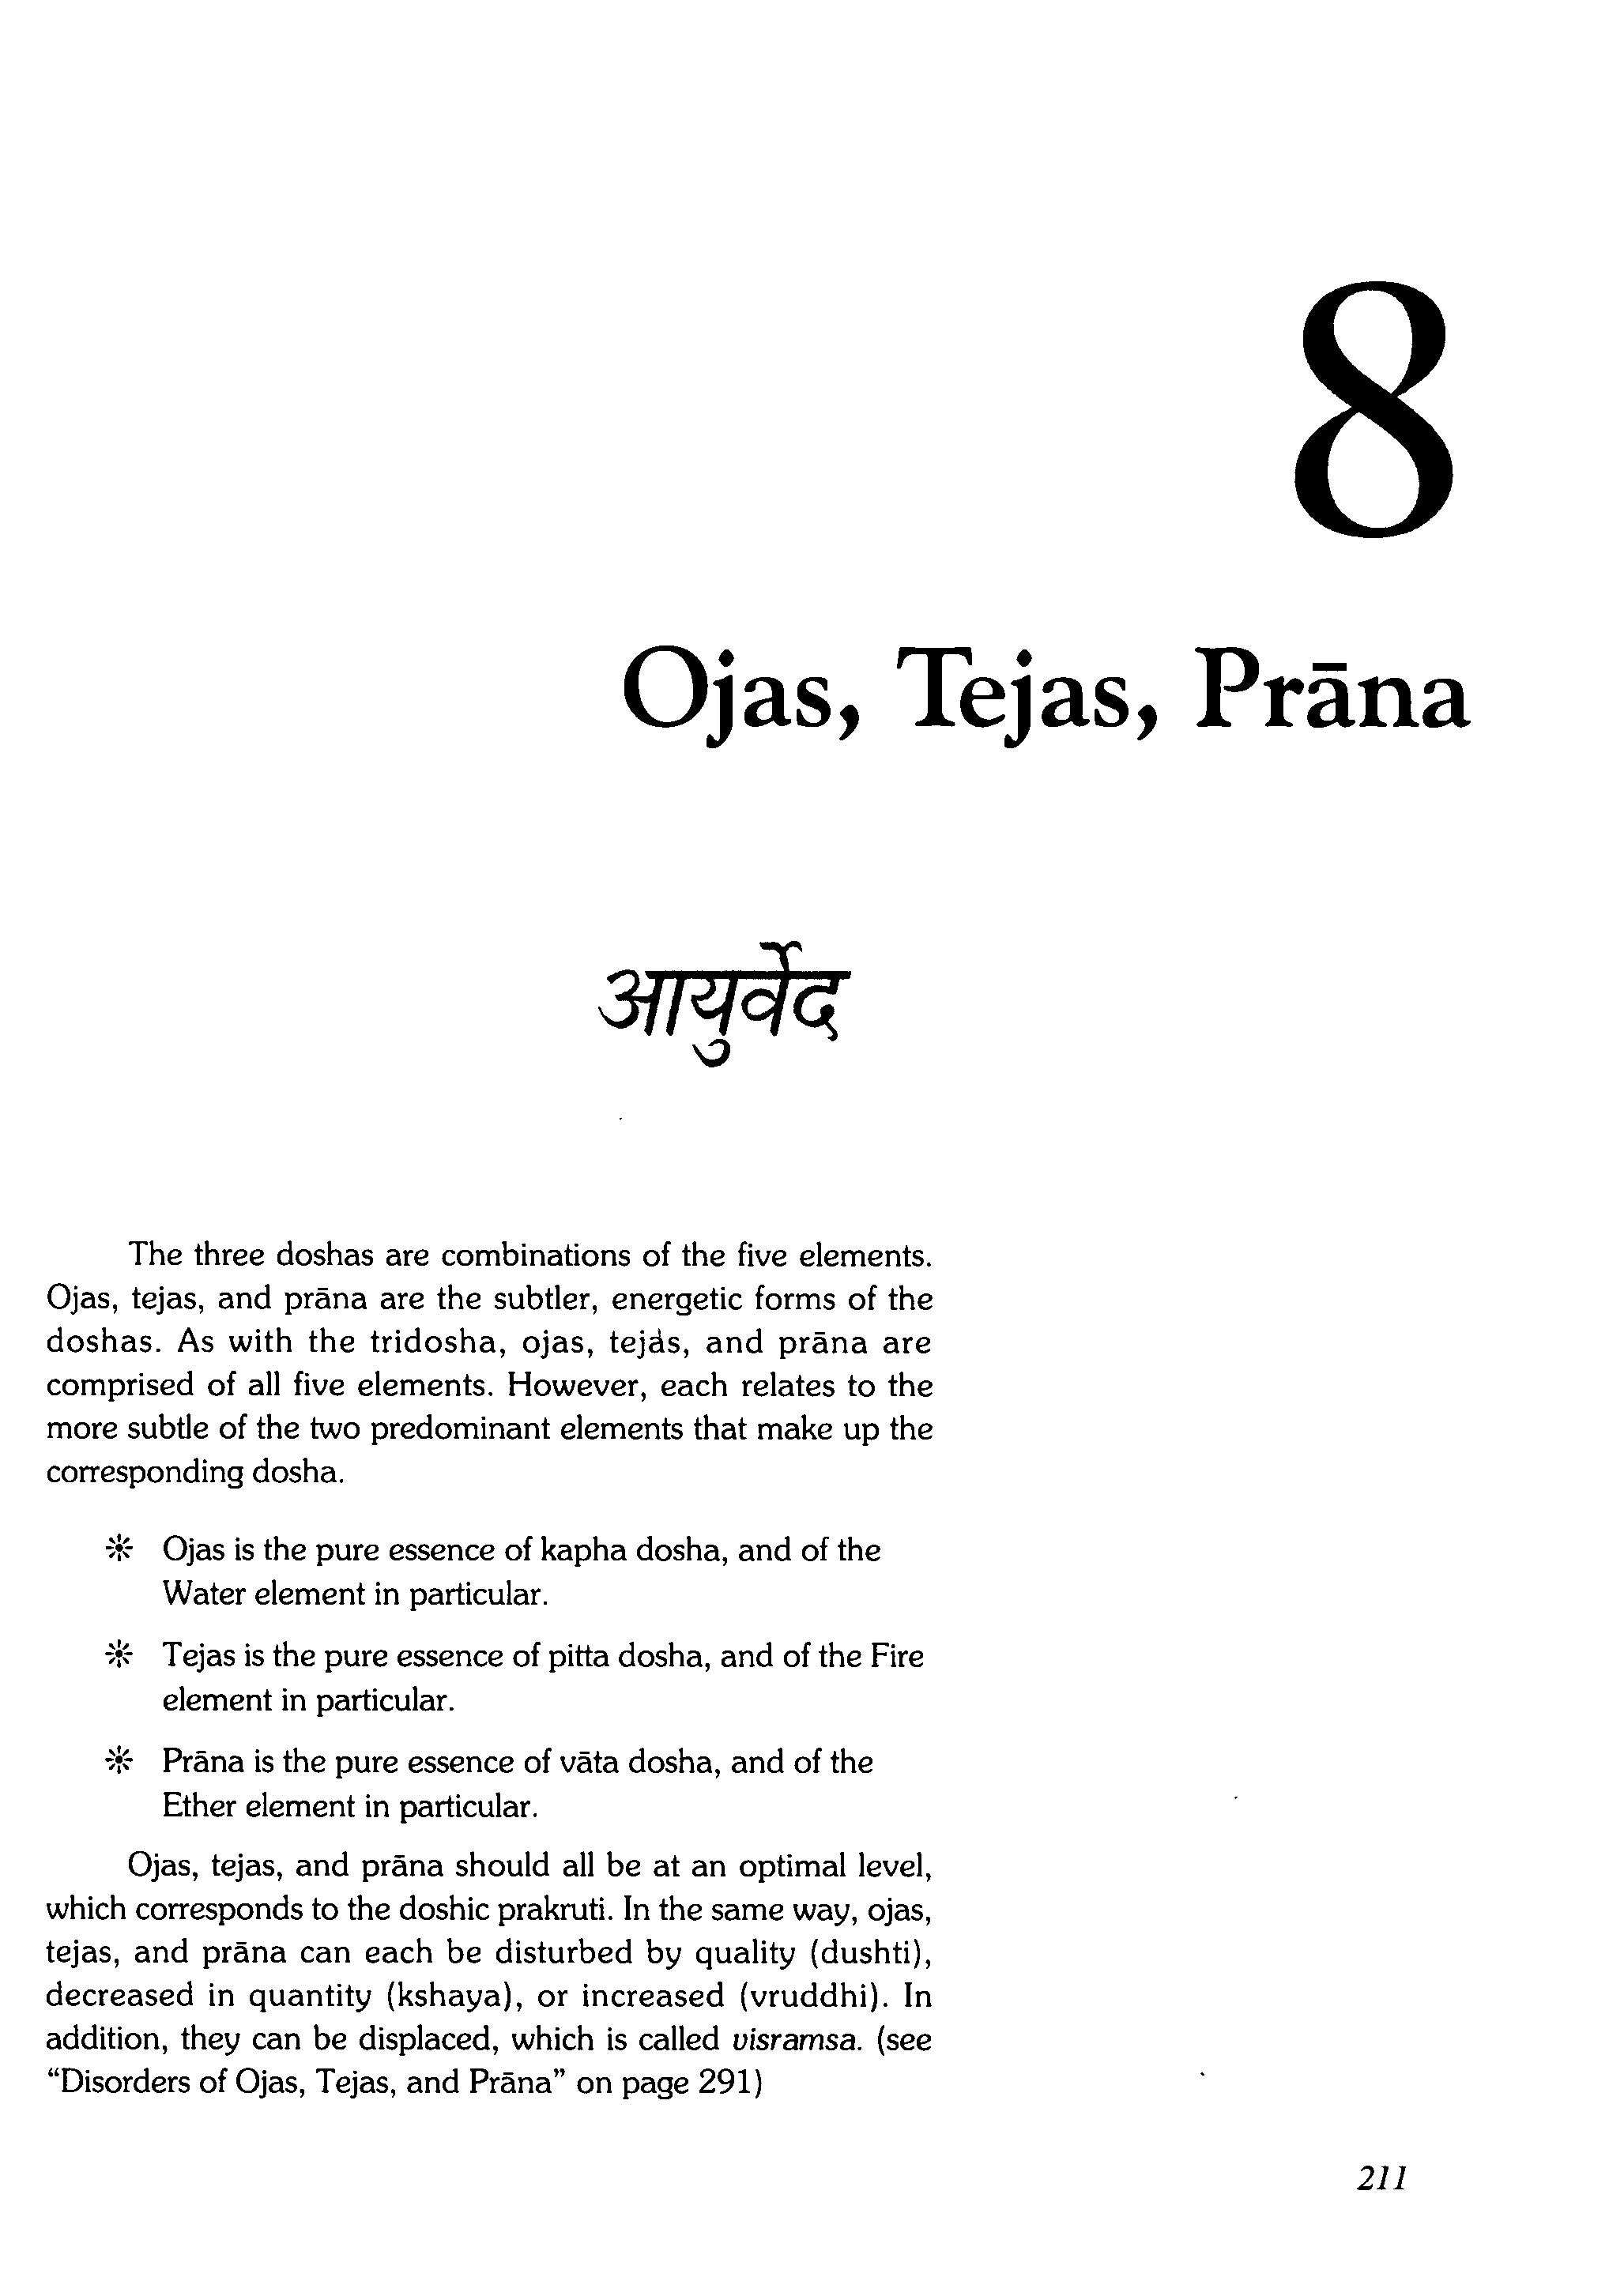 8
Ojas, Tejas, Prāna
आयुर्वेद
The three doshas are combinations of the five elements.
Ojas, tejas, and prāna are the subtler, energetic forms of the
doshas. As with the tridosha, ojas, tejas, and prāna are
comprised of all five elements. However, each relates to the
more subtle of the two predominant elements that make up the
corresponding dosha.
❊ Ojas is the pure essence of kapha dosha, and of the
Water element in particular.
❊ Tejas is the pure essence of pitta dosha, and of the Fire
element in particular.
❊ Prāna is the pure essence of vāta dosha, and of the
Ether element in particular.
Ojas, tejas, and prāna should all be at an optimal level,
which corresponds to the doshic prakruti. In the same way, ojas,
tejas, and prāna can each be disturbed by quality (dushti),
decreased in quantity (kshaya), or increased (vruddhi). In
addition, they can be displaced, which is called visramsa. (see
“Disorders of Ojas, Tejas, and Prāna” on page 291)
211